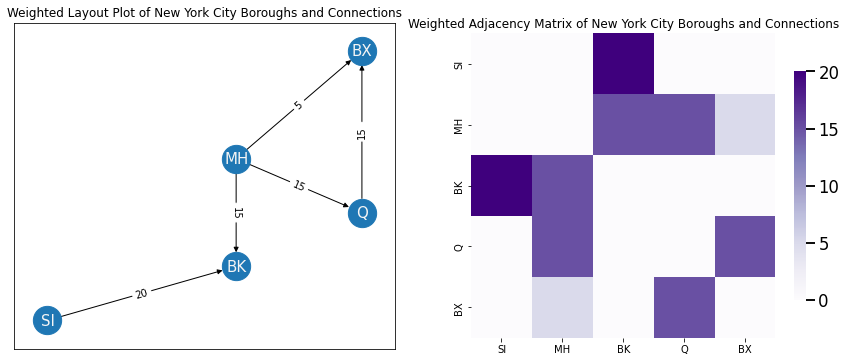 Weighted Layout Plot of New York City Boroughs and Connections
BX
5
15
MH
15
15
Q
BK
20
SI
Weighted Adjacency Matrix of New York City Boroughs and Connections
SI
MH
BK
Q
BX
SI
MH
BK
Q
BX
20
15
10
5
0